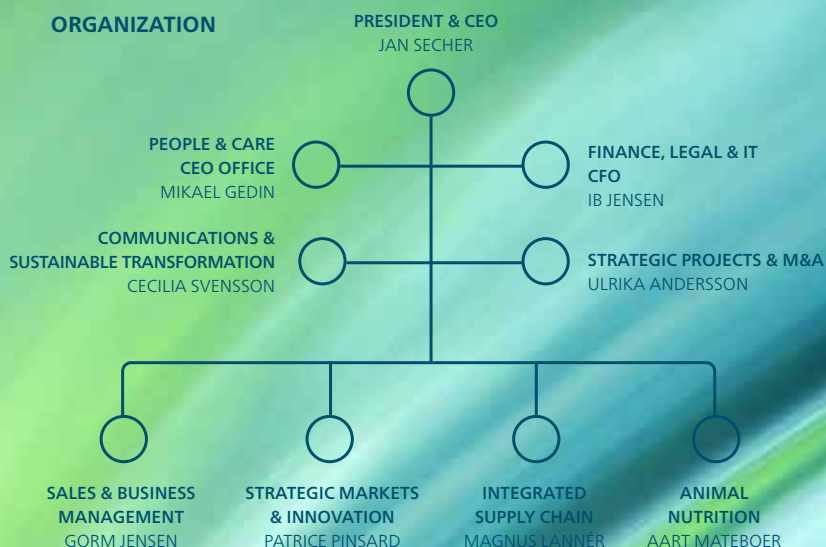 ORGANIZATION
PRESIDENT & CEO
JAN SECHER
PEOPLE & CARE
CEO OFFICE
MIKAEL GEDIN
FINANCE, LEGAL & IT
CFO
IB JENSEN
COMMUNICATIONS &
SUSTAINABLE TRANSFORMATION
CECILIA SVENSSON
STRATEGIC PROJECTS & M&A
ULRIKA ANDERSSON
SALES & BUSINESS
MANAGEMENT
GORM JENSEN
STRATEGIC MARKETS
& INNOVATION
PATRICE PINSARD
INTEGRATED
SUPPLY CHAIN
MAGNUS LANNÉR
ANIMAL
NUTRITION
AART MATEBOER